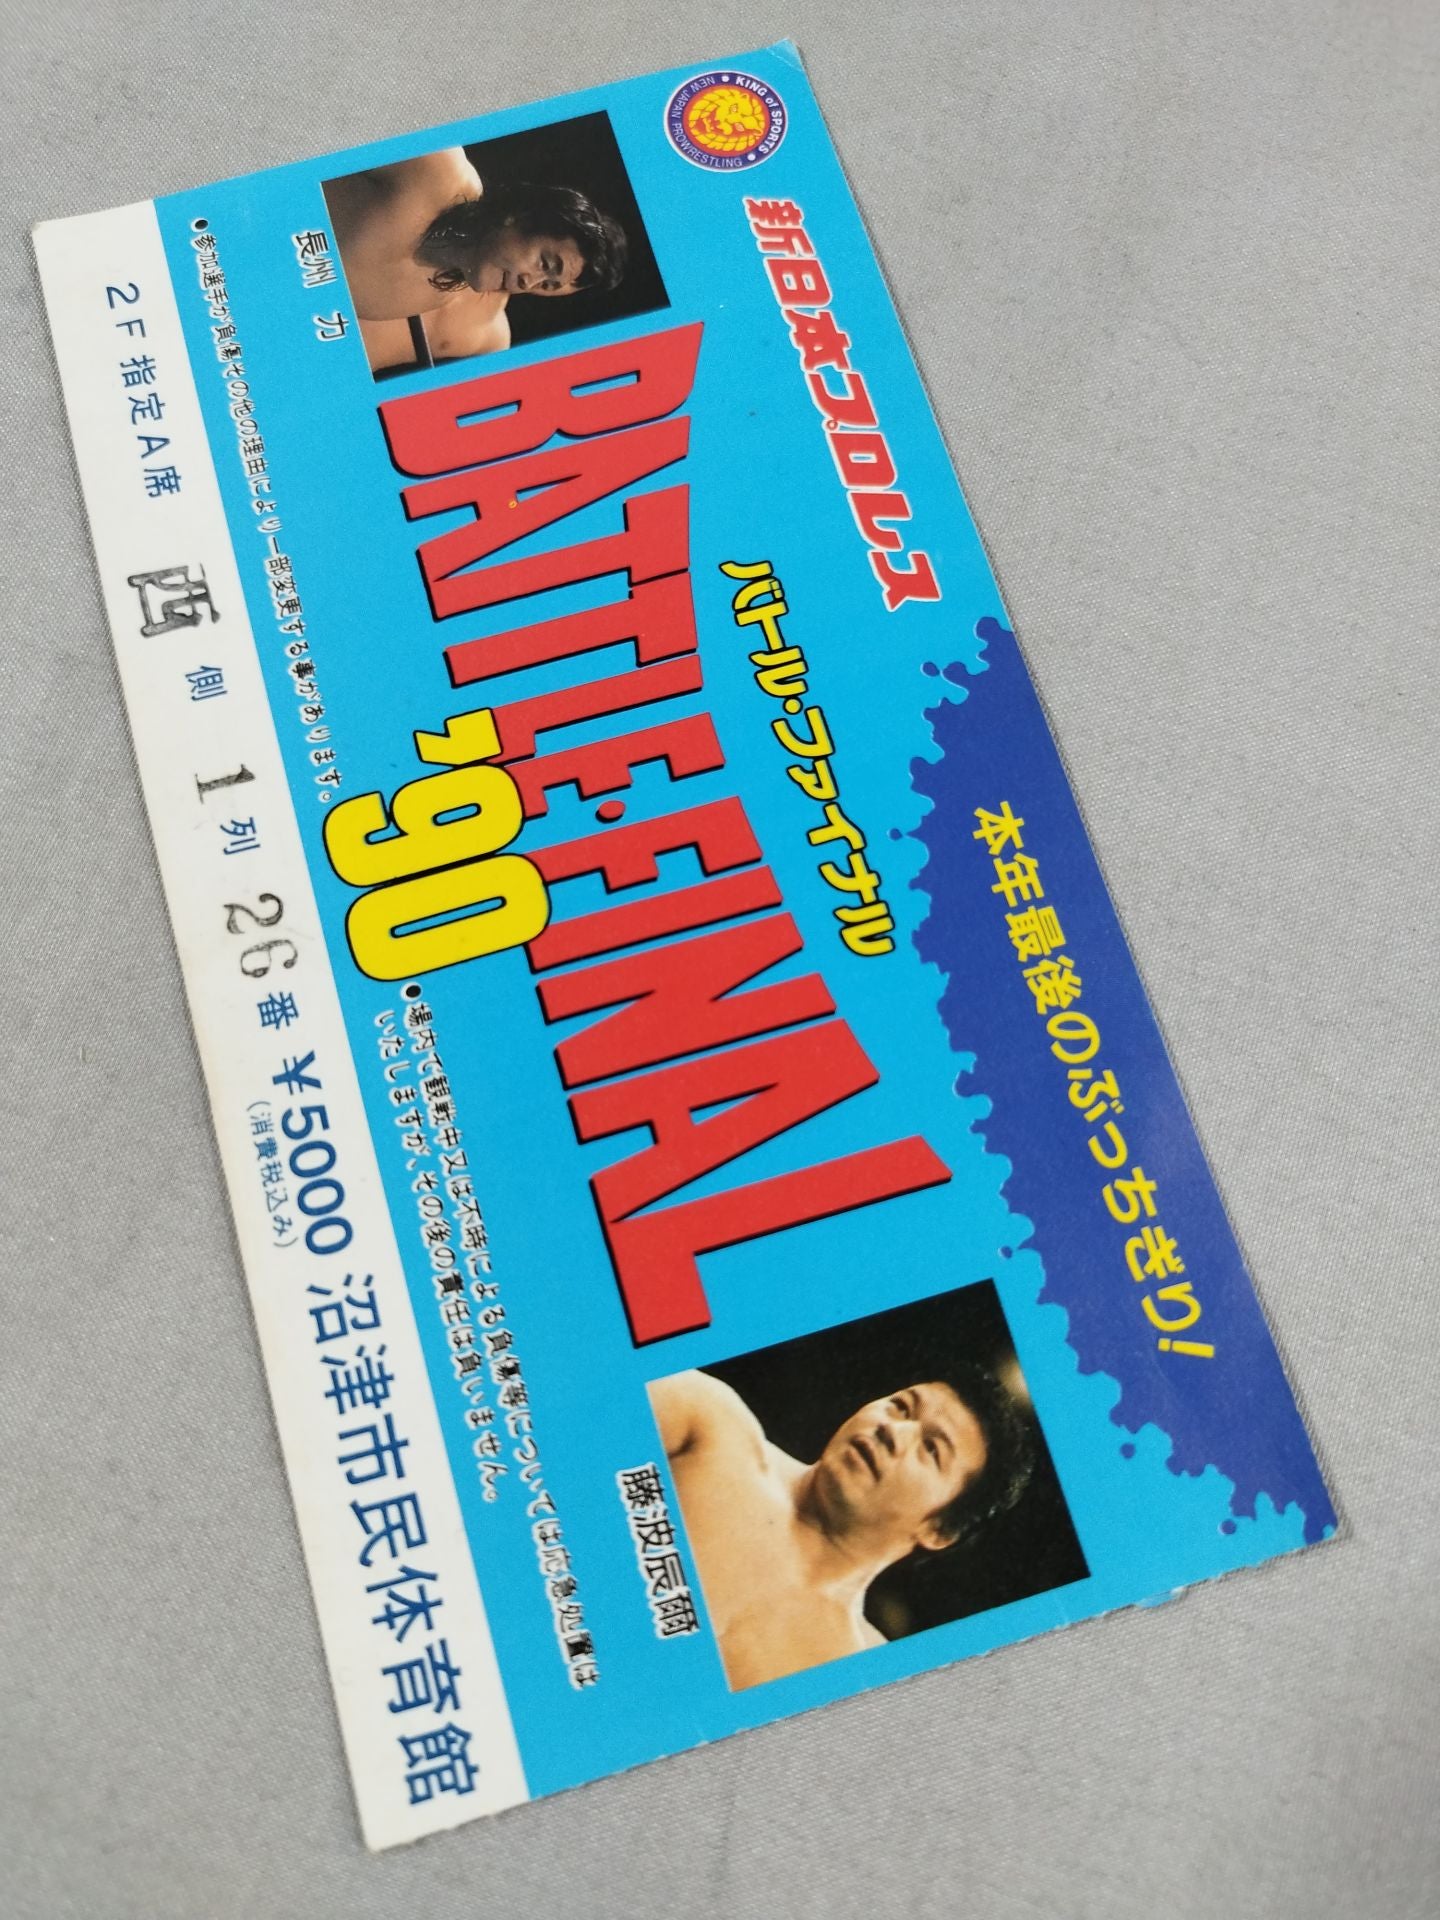 KING of SPORTS
NEW JAPAN PROWRESTLING
新日本プロレス
本年最後のぶっちぎり!
バトル・ファイナル
BATTLE・FINAL
'90
長州 力
藤波辰爾
●参加選手が負傷その他の理由により一部変更する事があります。
●場内で観戦中又は不時による負傷等については応急処置は
いたしますが、その後の責任は負いません。
2F指定A席 西側 1列 26番 ¥5000 沼津市民体育館
(消費税込み)